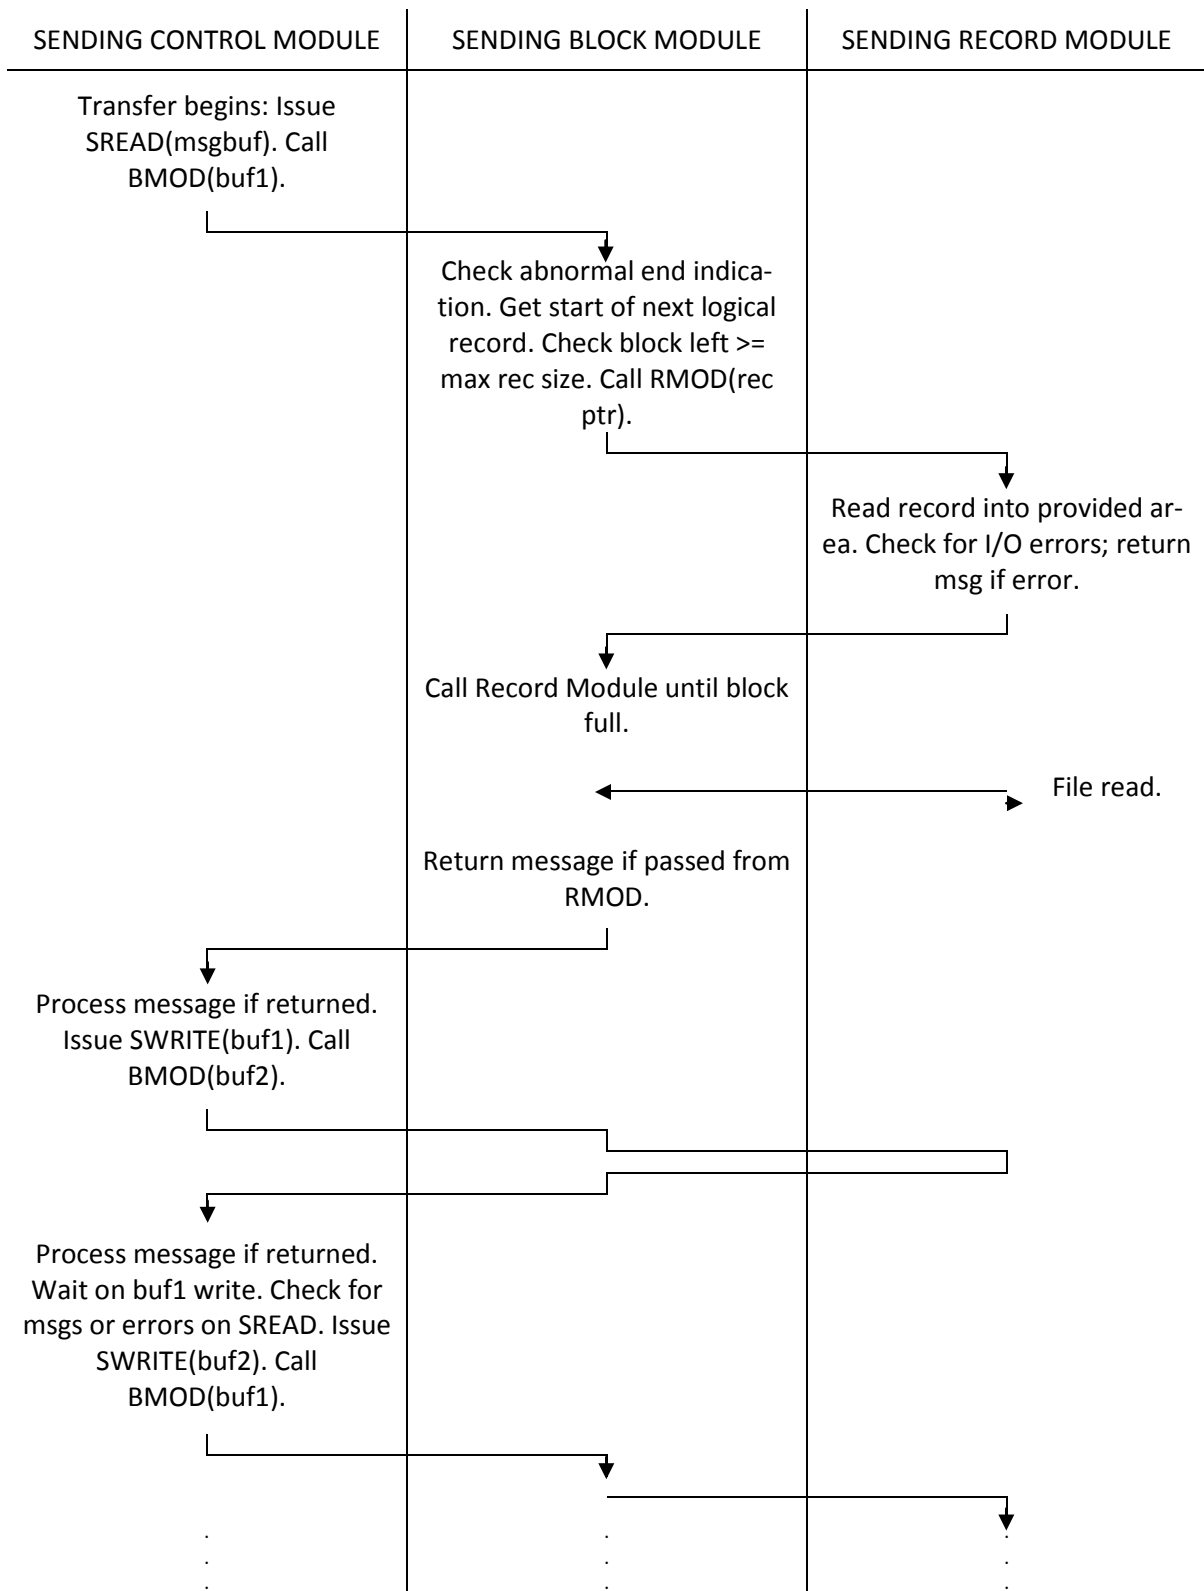 SENDING CONTROL MODULE
SENDING BLOCK MODULE
SENDING RECORD MODULE
Transfer begins: Issue
SREAD(msgbuf). Call
BMOD(buf1).
Check abnormal end indica-
tion. Get start of next logical
record. Check block left >=
max rec size. Call RMOD(rec
ptr).
Read record into provided ar-
ea. Check for I/O errors; return
msg if error.
Call Record Module until block
full.
File read.
Return message if passed from
RMOD.
Process message if returned.
Issue SWRITE(buf1). Call
BMOD(buf2).
Process message if returned.
Wait on buf1 write. Check for
msgs or errors on SREAD. Issue
SWRITE(buf2). Call
BMOD(buf1).
. . .
. . .
. . .